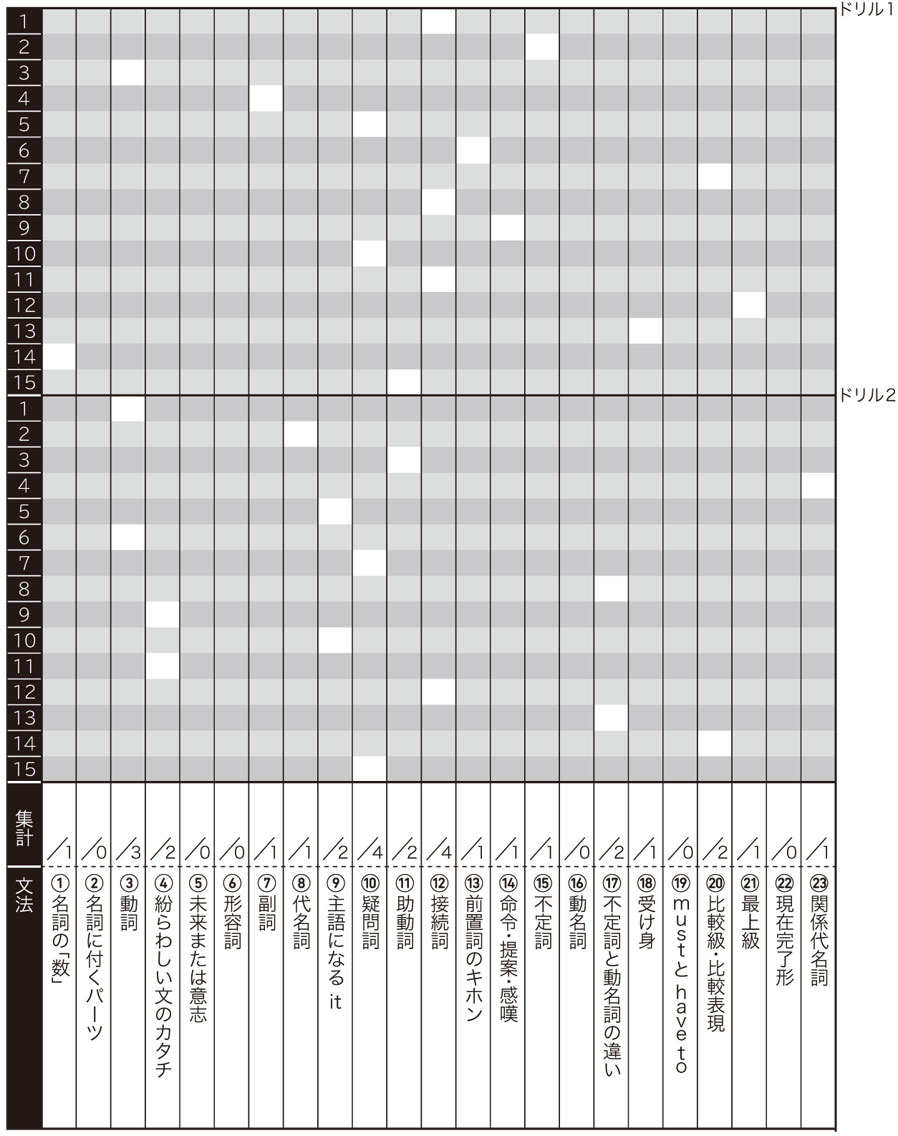 ドリル1
1
2
3
4
5
6
7
8
9
10
11
12
13
14
15
ドリル2
1
2
3
4
5
6
7
8
9
10
11
12
13
14
15
集計
/1
/0
/3
/2
/0
/0
/1
/1
/2
/4
/2
/4
/1
/1
/1
/0
/2
/1
/0
/2
/1
/0
/1
文法
①名詞の「数」
②名詞に付くパーツ
③動詞
④紛らわしい文のカタチ
⑤未来または意志
⑥形容詞
⑦副詞
⑧代名詞
⑨主語になる it
⑩疑問詞
⑪助動詞
⑫接続詞
⑬前置詞のキホン
⑭命令・提案・感嘆
⑮不定詞
⑯動名詞
⑰不定詞と動名詞の違い
⑱受け身
⑲mustと have to
⑳比較級・比較表現
㉑最上級
㉒現在完了形
㉓関係代名詞